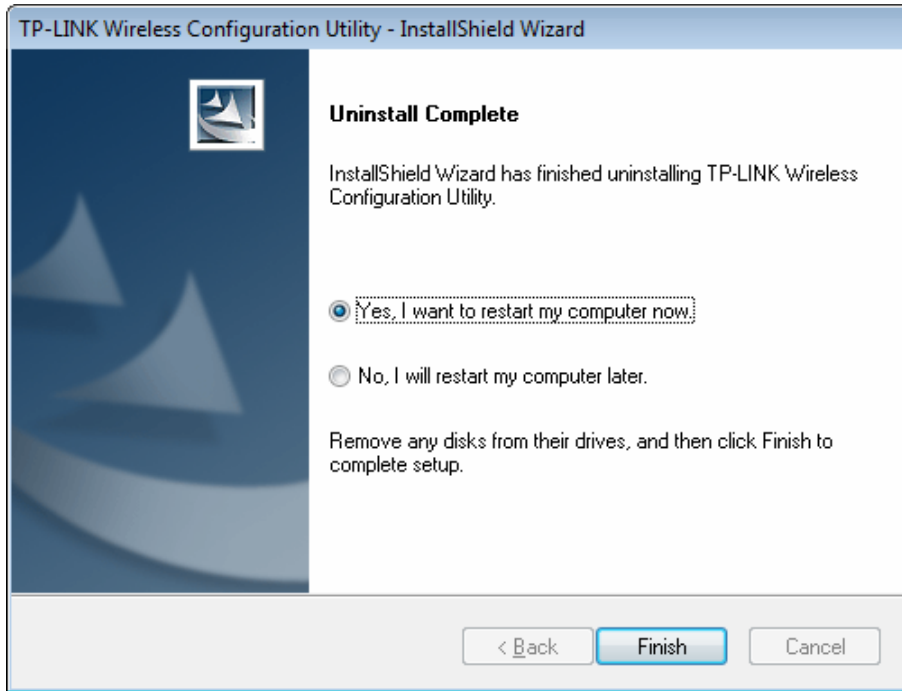 TP-LINK Wireless Configuration Utility - InstallShield Wizard
Uninstall Complete
InstallShield Wizard has finished uninstalling TP-LINK Wireless
Configuration Utility.
Yes, I want to restart my computer now.
No, I will restart my computer later.
Remove any disks from their drives, and then click Finish to
complete setup.
< Back
Finish
Cancel